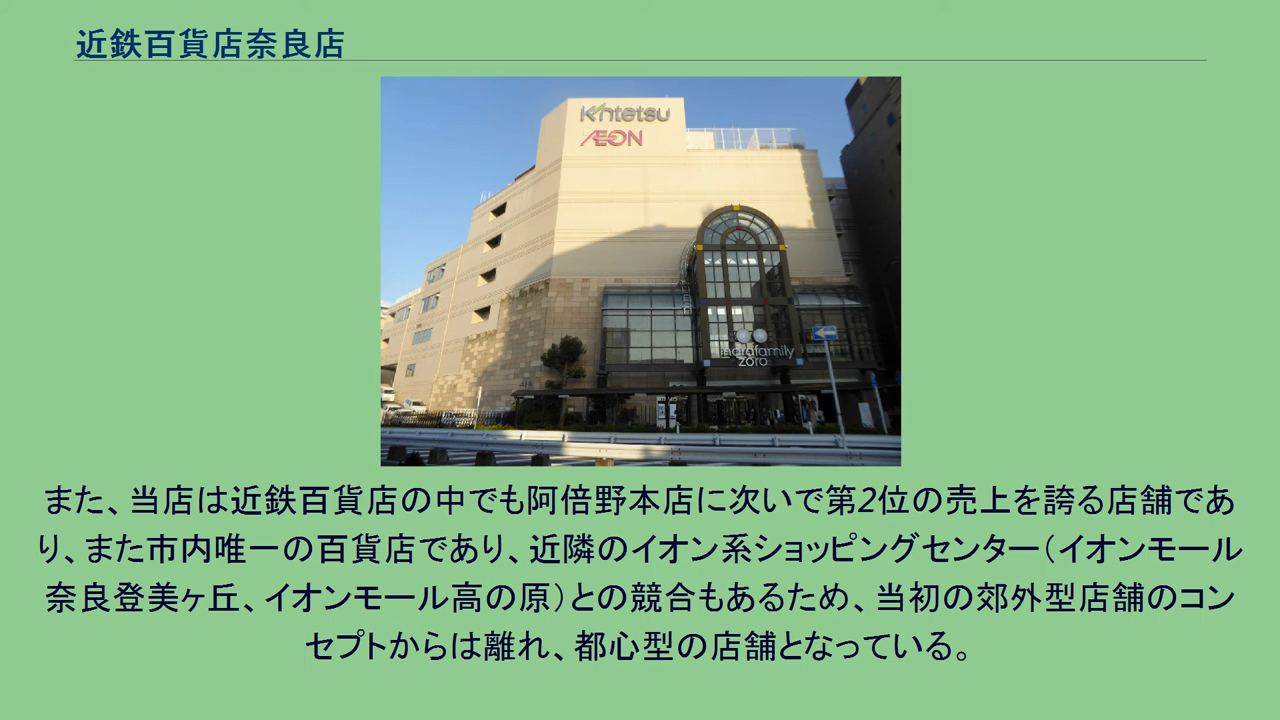 近鉄百貨店奈良店
Kintetsu
ÆON
narafamily
zoro
また、当店は近鉄百貨店の中でも阿倍野本店に次いで第2位の売上を誇る店舗であ
り、また市内唯一の百貨店であり、近隣のイオン系ショッピングセンター（イオンモール
奈良登美ヶ丘、イオンモール高の原）との競合もあるため、当初の郊外型店舗のコン
セプトからは離れ、都心型の店舗となっている。